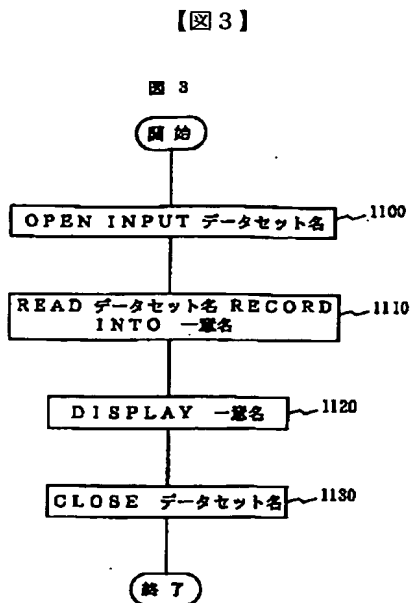 【図3】
図 3
開始
OPEN INPUT データセット名
1100
READ データセット名 RECORD
INTO 一意名
1110
DISPLAY 一意名
1120
CLOSE データセット名
1130
終了